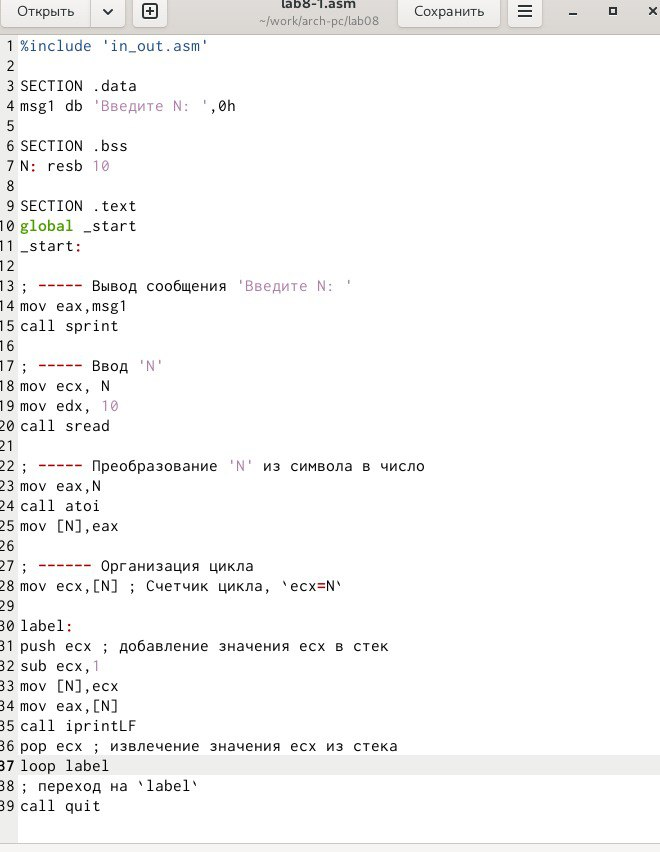 Открыть
lab8-1.asm
~/work/arch-pc/lab08
Сохранить
1 %include 'in_out.asm'
2
3 SECTION .data
4 msg1 db 'Введите N: ',0h
5
6 SECTION .bss
7 N: resb 10
8
9 SECTION .text
10 global _start
11 _start:
12
13 ; ----- Вывод сообщения 'Введите N: '
14 mov eax,msg1
15 call sprint
16
17 ; ----- Ввод 'N'
18 mov ecx, N
19 mov edx, 10
20 call sread
21
22 ; ----- Преобразование 'N' из символа в число
23 mov eax,N
24 call atoi
25 mov [N],eax
26
27 ; ------ Организация цикла
28 mov ecx,[N] ; Счетчик цикла, `ecx=N`
29
30 label:
31 push ecx ; добавление значения ecx в стек
32 sub ecx,1
33 mov [N],ecx
34 mov eax,[N]
35 call iprintLF
36 pop ecx ; извлечение значения ecx из стека
37 loop label
38 ; переход на `label`
39 call quit